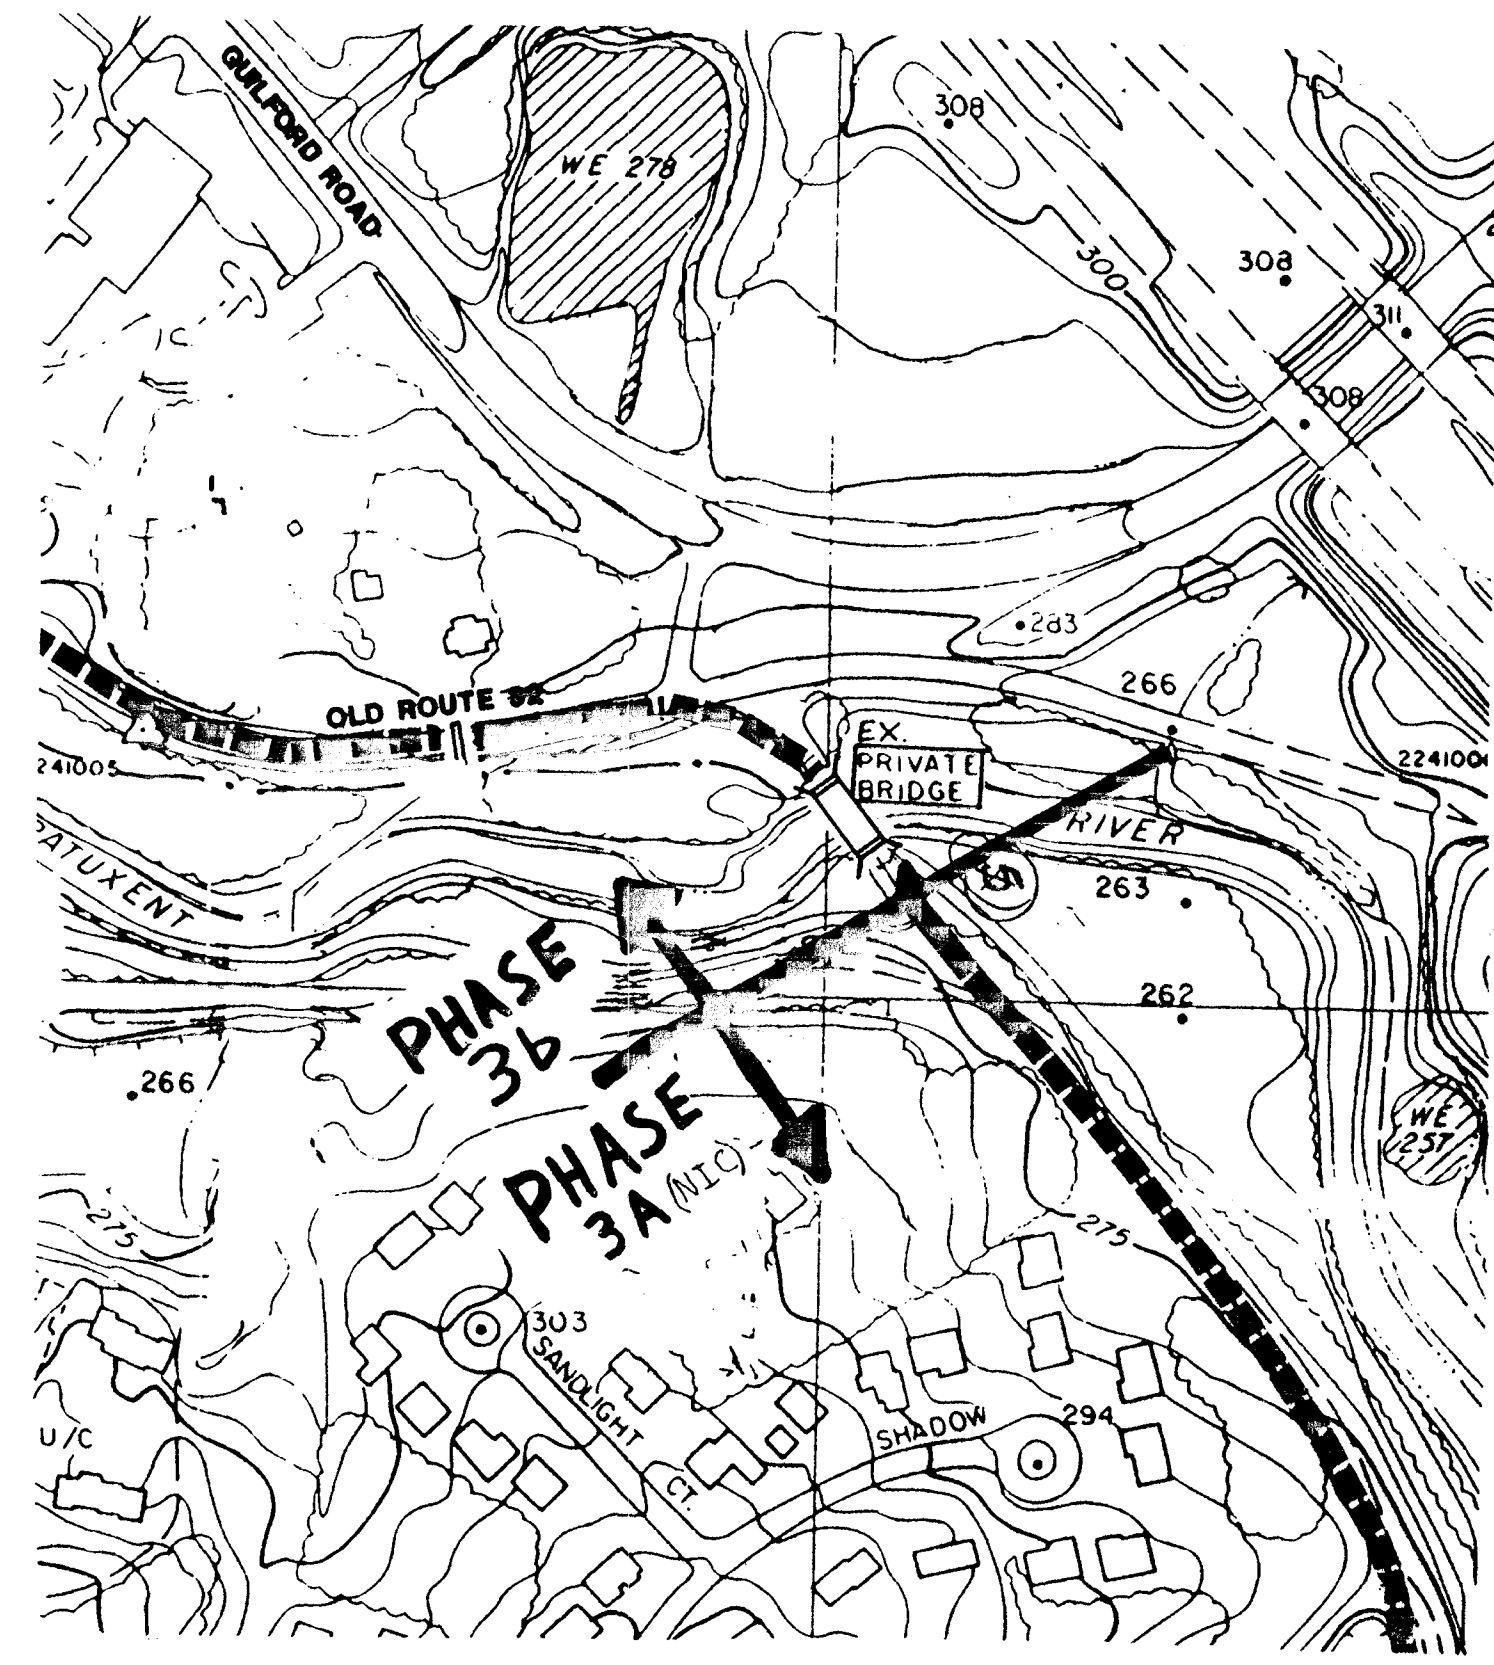 GUILFORD ROAD
WE 278
308
300
308
311
308
283
OLD ROUTE 32
266
EX.
PRIVATE
BRIDGE
241005
224100
RIVER
PATUXENT
263
262
PHASE
3b
266
PHASE
3A (NIC)
WE
257
275
275
303
SANDLIGHT
CT.
SHADOW
294
U/C